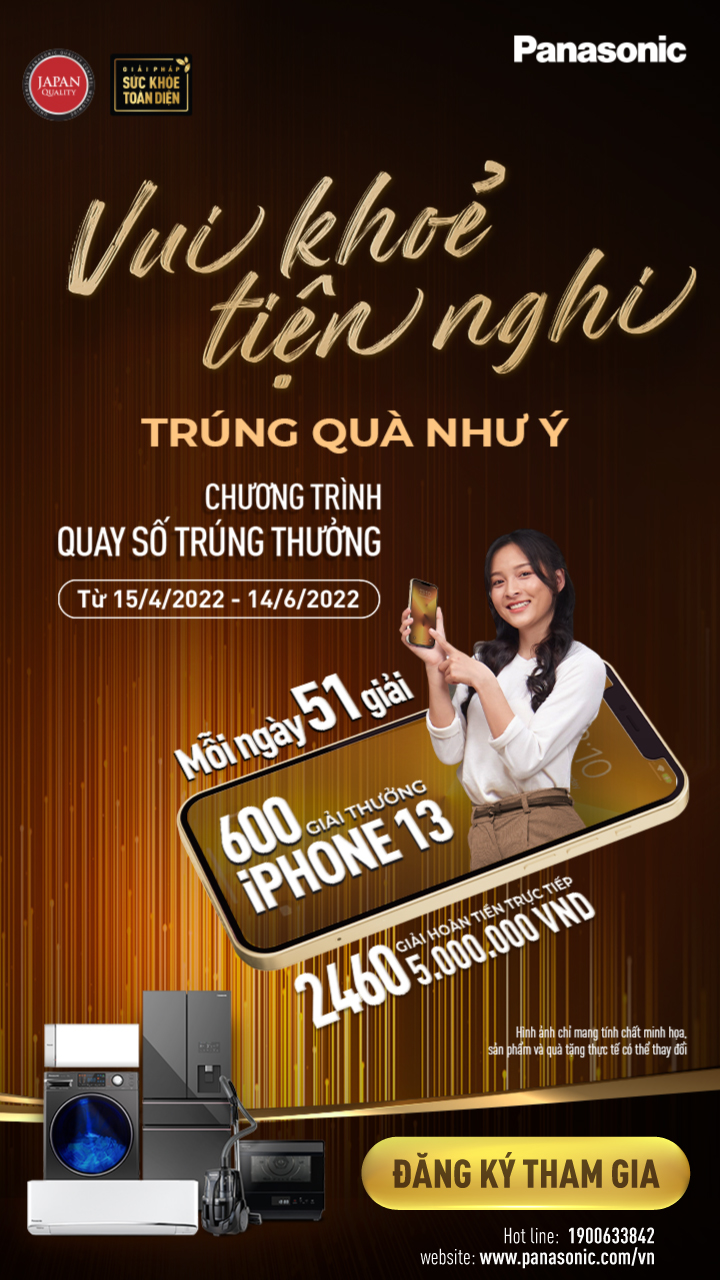 Panasonic
JAPAN
QUALITY
GIẢI PHÁP
SỨC KHỎE
TOÀN DIỆN
Vui khoẻ
tiện nghi
TRÚNG QUÀ NHƯ Ý
CHƯƠNG TRÌNH
QUAY SỐ TRÚNG THƯỞNG
Từ 15/4/2022 - 14/6/2022
Mỗi ngày 51 giải
600 GIẢI THƯỞNG
iPHONE 13
2460 GIẢI HOÀN TIỀN TRỰC TIẾP
5.000.000 VND
Hình ảnh chỉ mang tính chất minh họa,
sản phẩm và quà tặng thực tế có thể thay đổi
ĐĂNG KÝ THAM GIA
Hot line: 1900633842
website: www.panasonic.com/vn